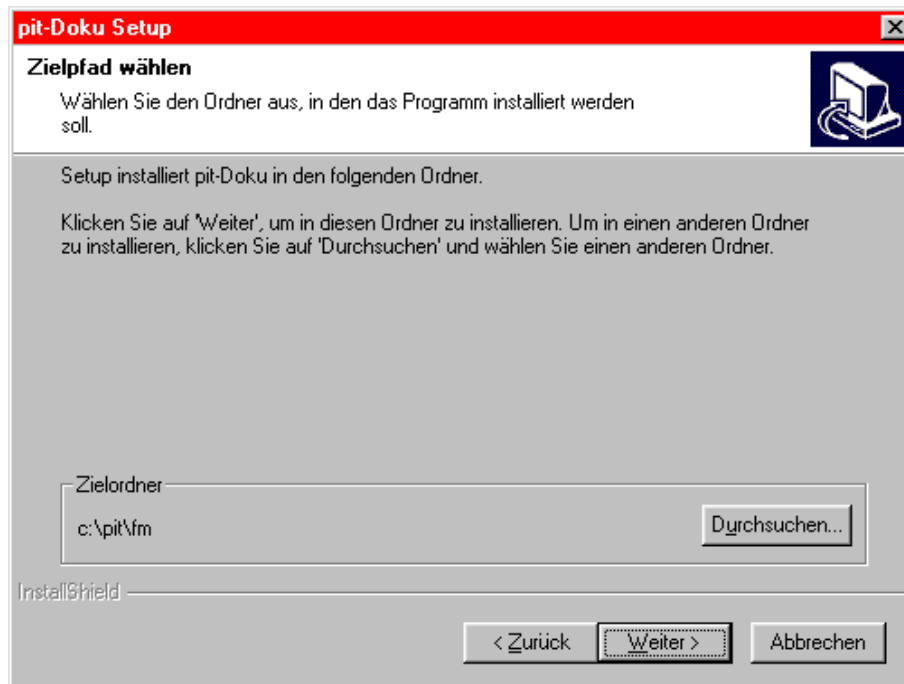 pit-Doku Setup
Zielpfad wählen
Wählen Sie den Ordner aus, in den das Programm installiert werden
soll.
Setup installiert pit-Doku in den folgenden Ordner.
Klicken Sie auf 'Weiter', um in diesen Ordner zu installieren. Um in einen anderen Ordner
zu installieren, klicken Sie auf 'Durchsuchen' und wählen Sie einen anderen Ordner.
Zielordner
c:\pit\fm
Durchsuchen...
InstallShield
< Zurück
Weiter >
Abbrechen